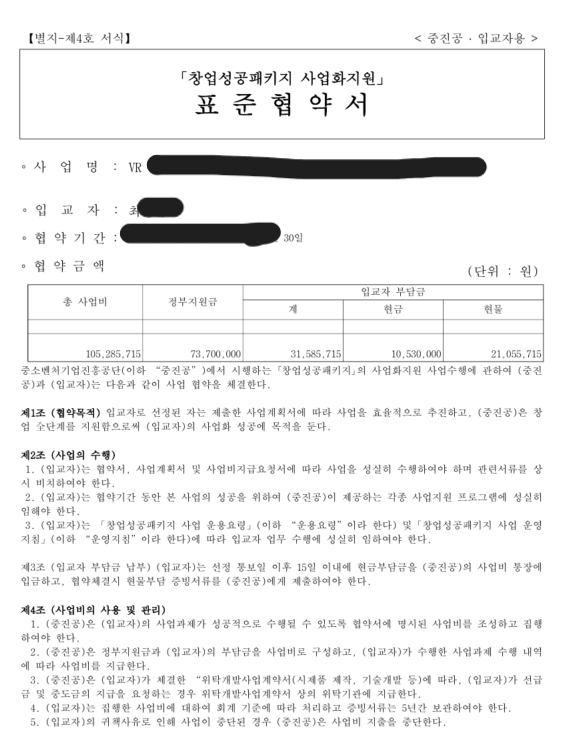 【별지-제4호 서식】
< 중진공 · 입교자용 >
「창업성공패키지 사업화지원」
표 준 협 약 서
◦ 사 업 명 : VR
◦ 입 교 자 : 최
◦ 협 약 기 간 : 30일
◦ 협 약 금 액
(단위 : 원)
총 사업비 정부지원금 입교자 부담금
계 현금 현물
105,285,715 73,700,000 31,585,715 10,530,000 21,055,715
중소벤처기업진흥공단(이하 “중진공”)에서 시행하는「창업성공패키지」의 사업화지원 사업수행에 관하여 (중진
공)과 (입교자)는 다음과 같이 사업 협약을 체결한다.
제1조 (협약목적) 입교자로 선정된 자는 제출한 사업계획서에 따라 사업을 효율적으로 추진하고, (중진공)은 창
업 全단계를 지원함으로써 (입교자)의 사업화 성공에 목적을 둔다.
제2조 (사업의 수행)
1. (입교자)는 협약서, 사업계획서 및 사업비지급요청서에 따라 사업을 성실히 수행하여야 하며 관련서류를 상
시 비치하여야 한다.
2. (입교자)는 협약기간 동안 본 사업의 성공을 위하여 (중진공)이 제공하는 각종 사업지원 프로그램에 성실히
임해야 한다.
3. (입교자)는 「창업성공패키지 사업 운용요령」(이하 “운용요령”이라 한다) 및「창업성공패키지 사업 운영
지침」(이하 “운영지침”이라 한다)에 따라 입교자 업무 수행에 성실히 임하여야 한다.
제3조 (입교자 부담금 납부) (입교자)는 선정 통보일 이후 15일 이내에 현금부담금을 (중진공)의 사업비 통장에
입금하고, 협약체결시 현물부담 증빙서류를 (중진공)에게 제출하여야 한다.
제4조 (사업비의 사용 및 관리)
1. (중진공)은 (입교자)의 사업과제가 성공적으로 수행될 수 있도록 협약서에 명시된 사업비를 조성하고 집행
하여야 한다.
2. (중진공)은 정부지원금과 (입교자)의 부담금을 사업비로 구성하고, (입교자)가 수행한 사업과제 수행 내역
에 따라 사업비를 지급한다.
3. (중진공)은 (입교자)가 체결한 “위탁개발사업계약서(시제품 제작, 기술개발 등)에 따라, (입교자)가 선급
금 및 중도금의 지급을 요청하는 경우 위탁개발사업계약서 상의 위탁기관에 지급한다.
4. (입교자)는 집행한 사업비에 대하여 회계 기준에 따라 처리하고 증빙서류는 5년간 보관하여야 한다.
5. (입교자)의 귀책사유로 인해 사업이 중단된 경우 (중진공)은 사업비 지출을 중단한다.